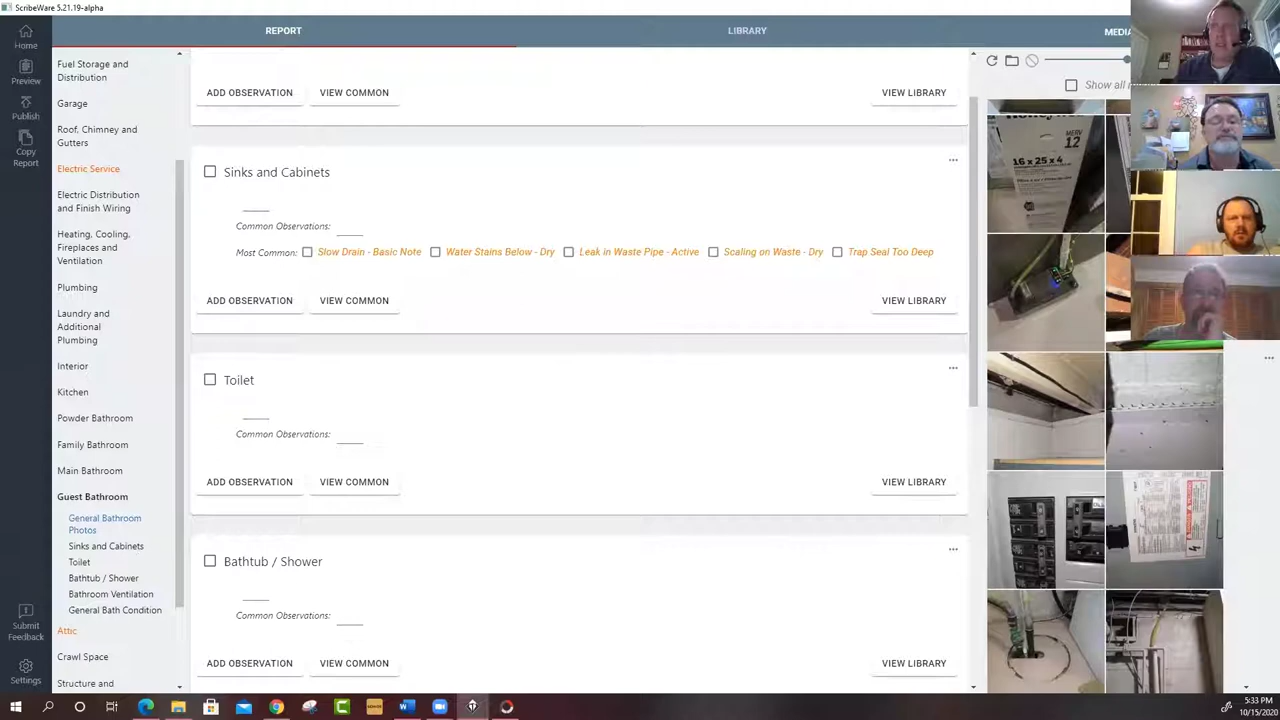 ScribeWare 5.21.19-alpha
Home
Preview
Publish
Copy
Report
Submit
Feedback
Settings
REPORT
LIBRARY
MEDIA
Fuel Storage and
Distribution
Garage
Roof, Chimney and
Gutters
Electric Service
Electric Distribution
and Finish Wiring
Heating, Cooling,
Fireplaces and
Ventilation
Plumbing
Laundry and
Additional
Plumbing
Interior
Kitchen
Powder Bathroom
Family Bathroom
Main Bathroom
Guest Bathroom
General Bathroom
Photos
Sinks and Cabinets
Toilet
Bathtub / Shower
Bathroom Ventilation
General Bath Condition
Attic
Crawl Space
Structure and
ADD OBSERVATION VIEW COMMON VIEW LIBRARY
Sinks and Cabinets
Common Observations:
Most Common: Slow Drain - Basic Note Water Stains Below - Dry Leak in Waste Pipe - Active Scaling on Waste - Dry Trap Seal Too Deep
ADD OBSERVATION VIEW COMMON VIEW LIBRARY
Toilet
Common Observations:
ADD OBSERVATION VIEW COMMON VIEW LIBRARY
Bathtub / Shower
Common Observations:
ADD OBSERVATION VIEW COMMON VIEW LIBRARY
Show all
MERV
12
16 x 25 x 4
5:33 PM
10/15/2020